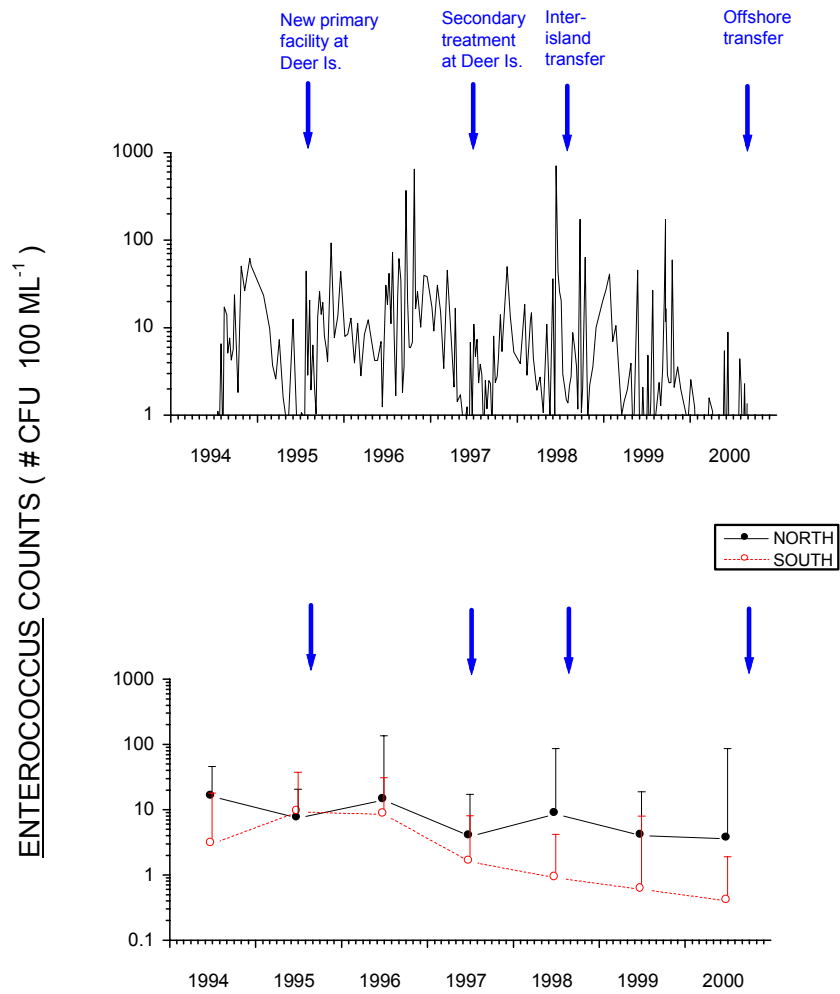 New primary
facility at
Deer Is.
Secondary
treatment
at Deer Is.
Inter-
island
transfer
Offshore
transfer
1000
100
10
1
1994 1995 1996 1997 1998 1999 2000
ENTEROCOCCUS COUNTS ( # CFU 100 ML-1 )
NORTH
SOUTH
1000
100
10
1
0.1
1994 1995 1996 1997 1998 1999 2000